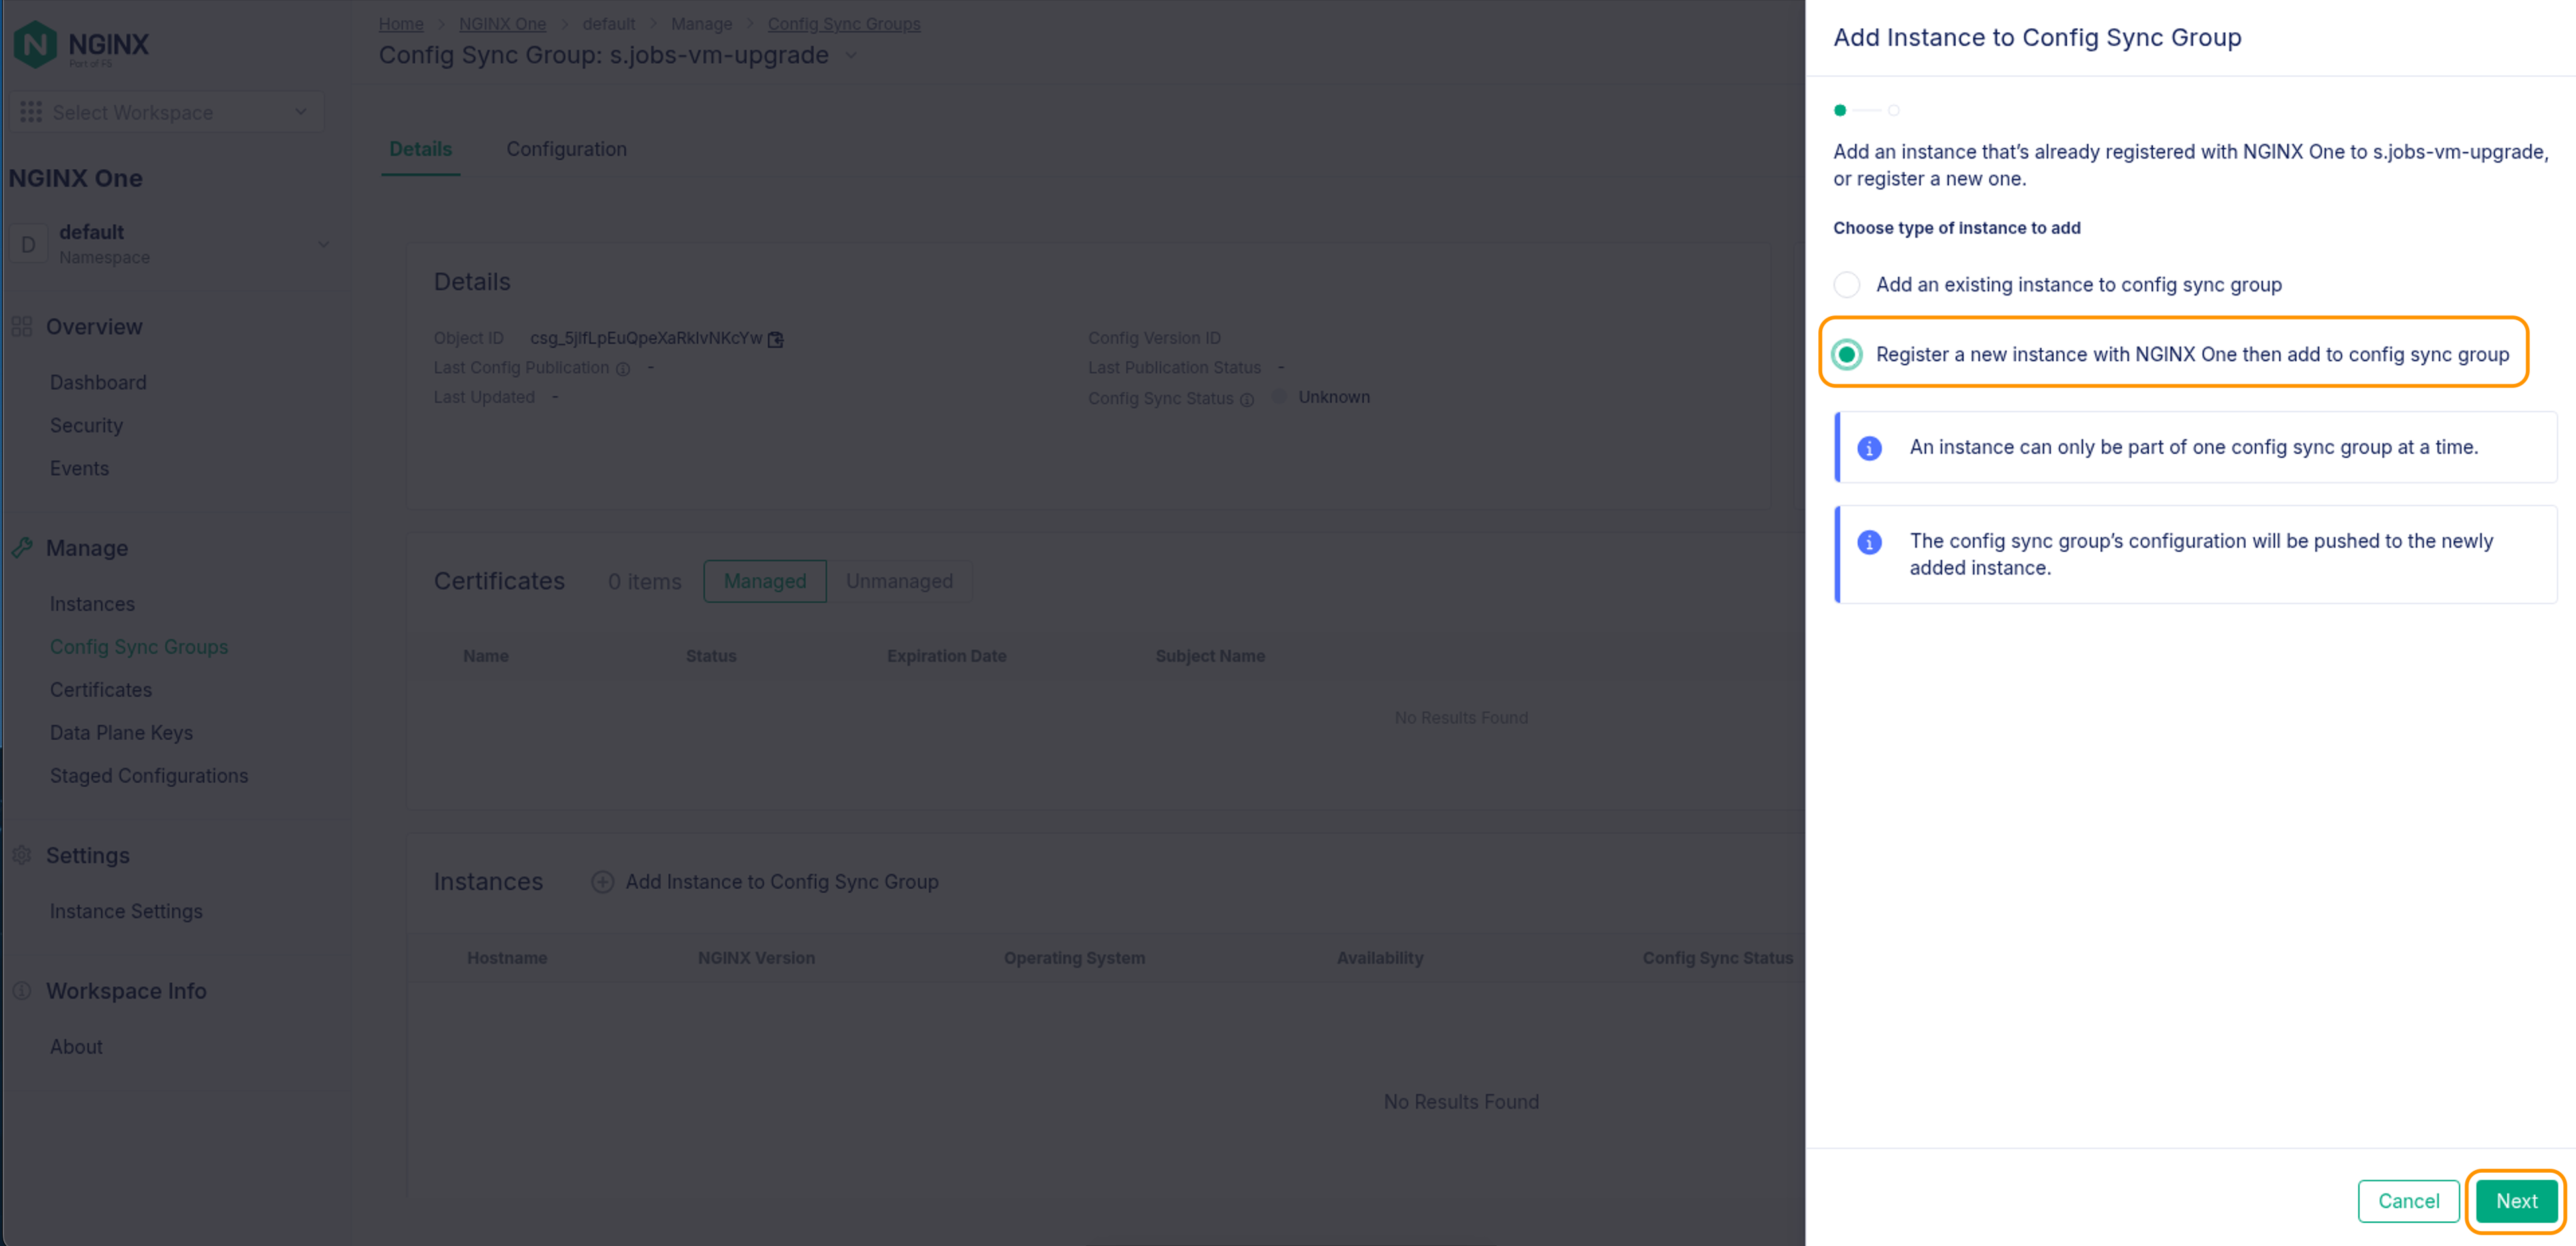 NGINX
Part of F5
Select Workspace
NGINX One
D
default
Namespace
Overview
Dashboard
Security
Events
Manage
Instances
Config Sync Groups
Certificates
Data Plane Keys
Staged Configurations
Settings
Instance Settings
Workspace Info
About
Home > NGINX One > default > Manage > Config Sync Groups
Config Sync Group: s.jobs-vm-upgrade
Details Configuration
Details
Object ID csg_5jlfLpEuQpeXaRklvNKcYw
Last Config Publication -
Last Updated -
Config Version ID
Last Publication Status -
Config Sync Status Unknown
Certificates 0 items Managed Unmanaged
Name Status Expiration Date Subject Name
No Results Found
Instances Add Instance to Config Sync Group
Hostname NGINX Version Operating System Availability Config Sync Status
No Results Found
Add Instance to Config Sync Group
Add an instance that’s already registered with NGINX One to s.jobs-vm-upgrade,
or register a new one.
Choose type of instance to add
Add an existing instance to config sync group
Register a new instance with NGINX One then add to config sync group
An instance can only be part of one config sync group at a time.
The config sync group’s configuration will be pushed to the newly
added instance.
Cancel Next